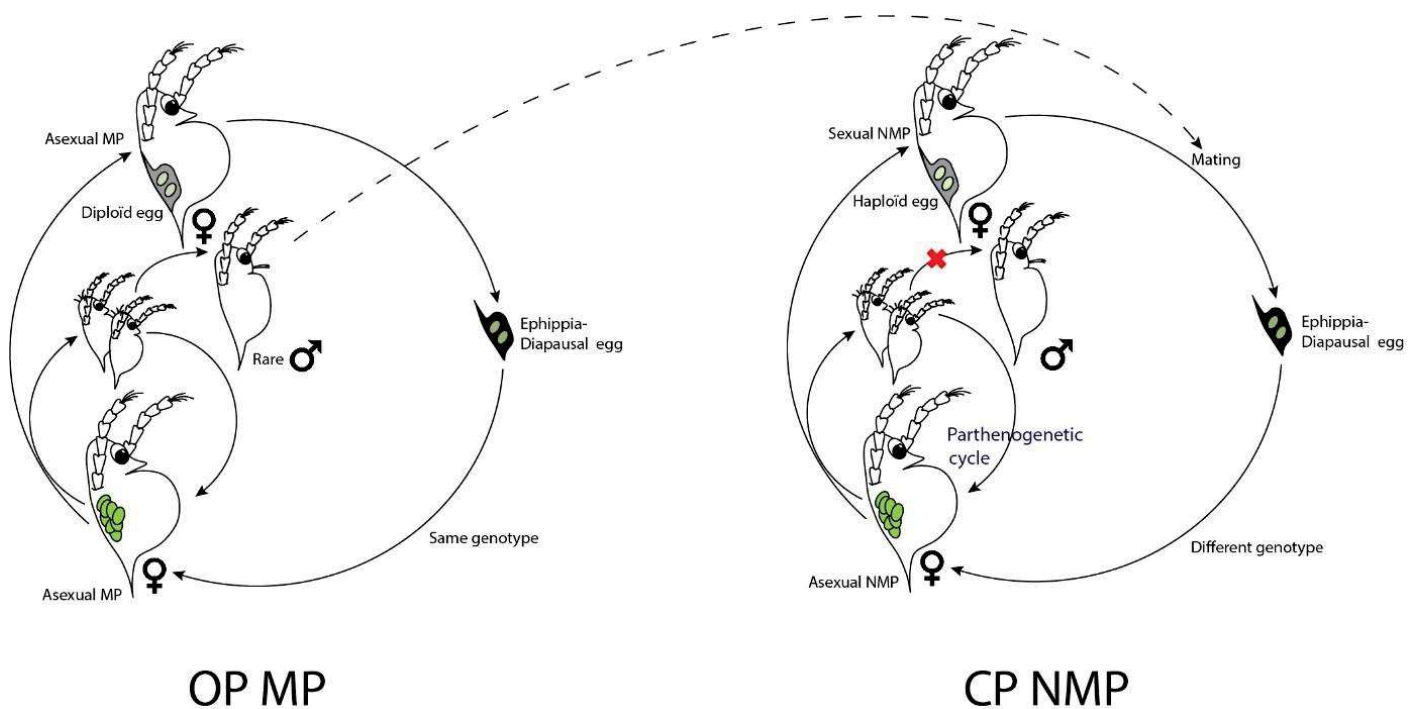 Asexual MP
Diploïd egg
Rare
Ephippia-
Diapausal egg
Same genotype
Asexual MP
OP MP
Sexual NMP
Mating
Haploïd egg
Ephippia-
Diapausal egg
Parthenogenetic
cycle
Different genotype
Asexual NMP
CP NMP